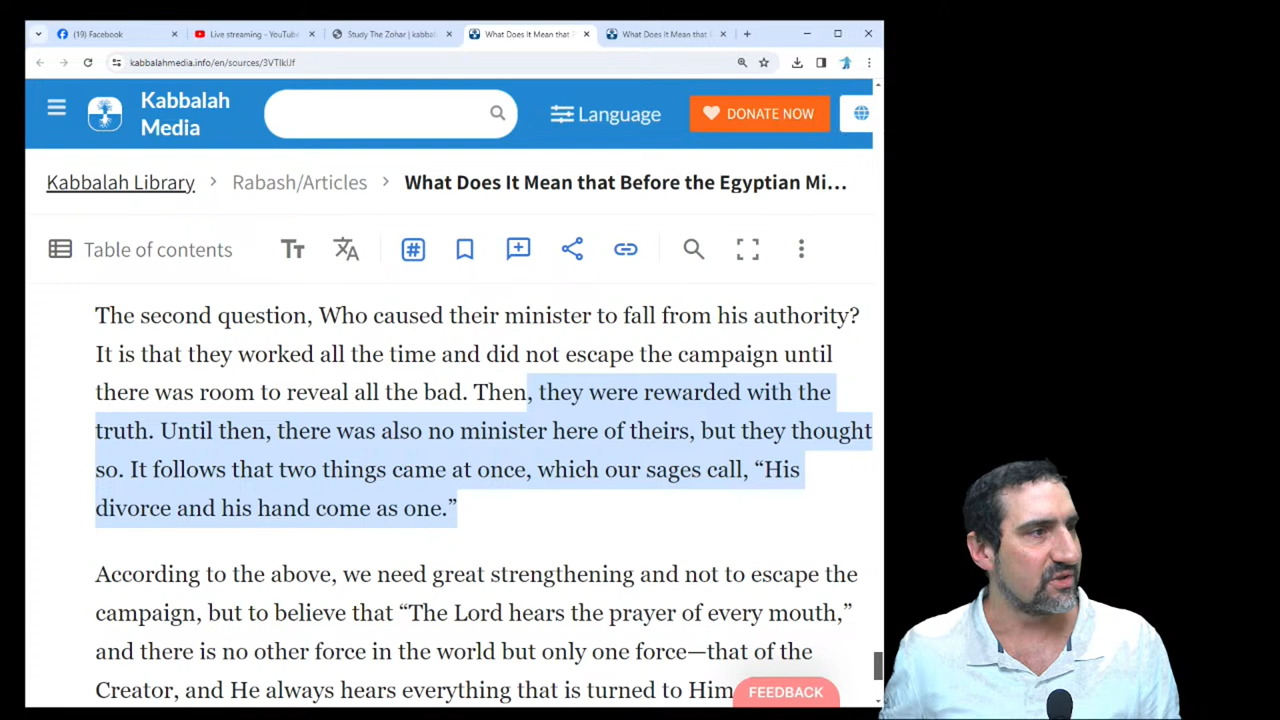 (19) Facebook
Live streaming - YouTube
Study The Zohar | kabbal
What Does It Mean that
What Does It Mean that
kabbalahmedia.info/en/sources/3VTlkIJf
Kabbalah Media
Language
DONATE NOW
Kabbalah Library > Rabash/Articles > What Does It Mean that Before the Egyptian Mi...
Table of contents
The second question, Who caused their minister to fall from his authority?
It is that they worked all the time and did not escape the campaign until
there was room to reveal all the bad. Then, they were rewarded with the
truth. Until then, there was also no minister here of theirs, but they thought
so. It follows that two things came at once, which our sages call, “His
divorce and his hand come as one.”
According to the above, we need great strengthening and not to escape the
campaign, but to believe that “The Lord hears the prayer of every mouth,”
and there is no other force in the world but only one force—that of the
Creator, and He always hears everything that is turned to Him
FEEDBACK